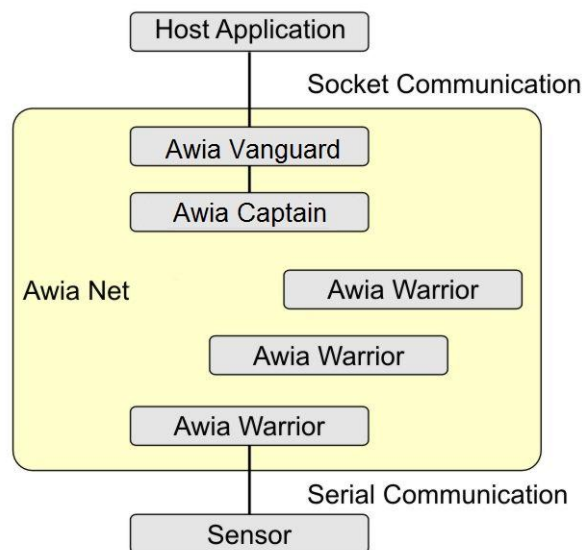 Host Application
Socket Communication
Awia Vanguard
Awia Captain
Awia Net
Awia Warrior
Awia Warrior
Awia Warrior
Serial Communication
Sensor